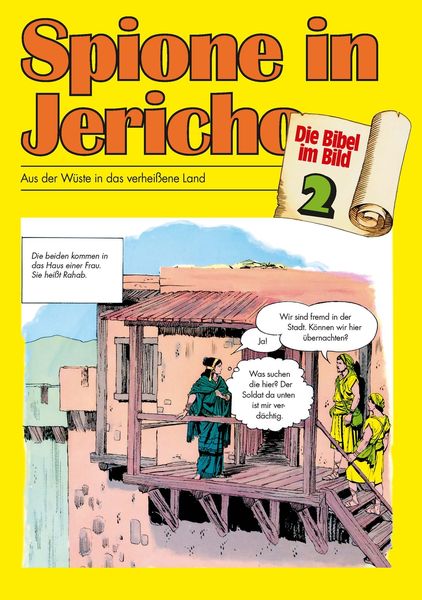 Spione in
Jericho
Die Bibel
im Bild
2
Aus der Wüste in das verheißene Land
Die beiden kommen in
das Haus einer Frau.
Sie heißt Rahab.
Wir sind fremd in der
Stadt. Können wir hier
übernachten?
Ja!
Was suchen
die hier? Der
Soldat da unten
ist mir ver-
dächtig.